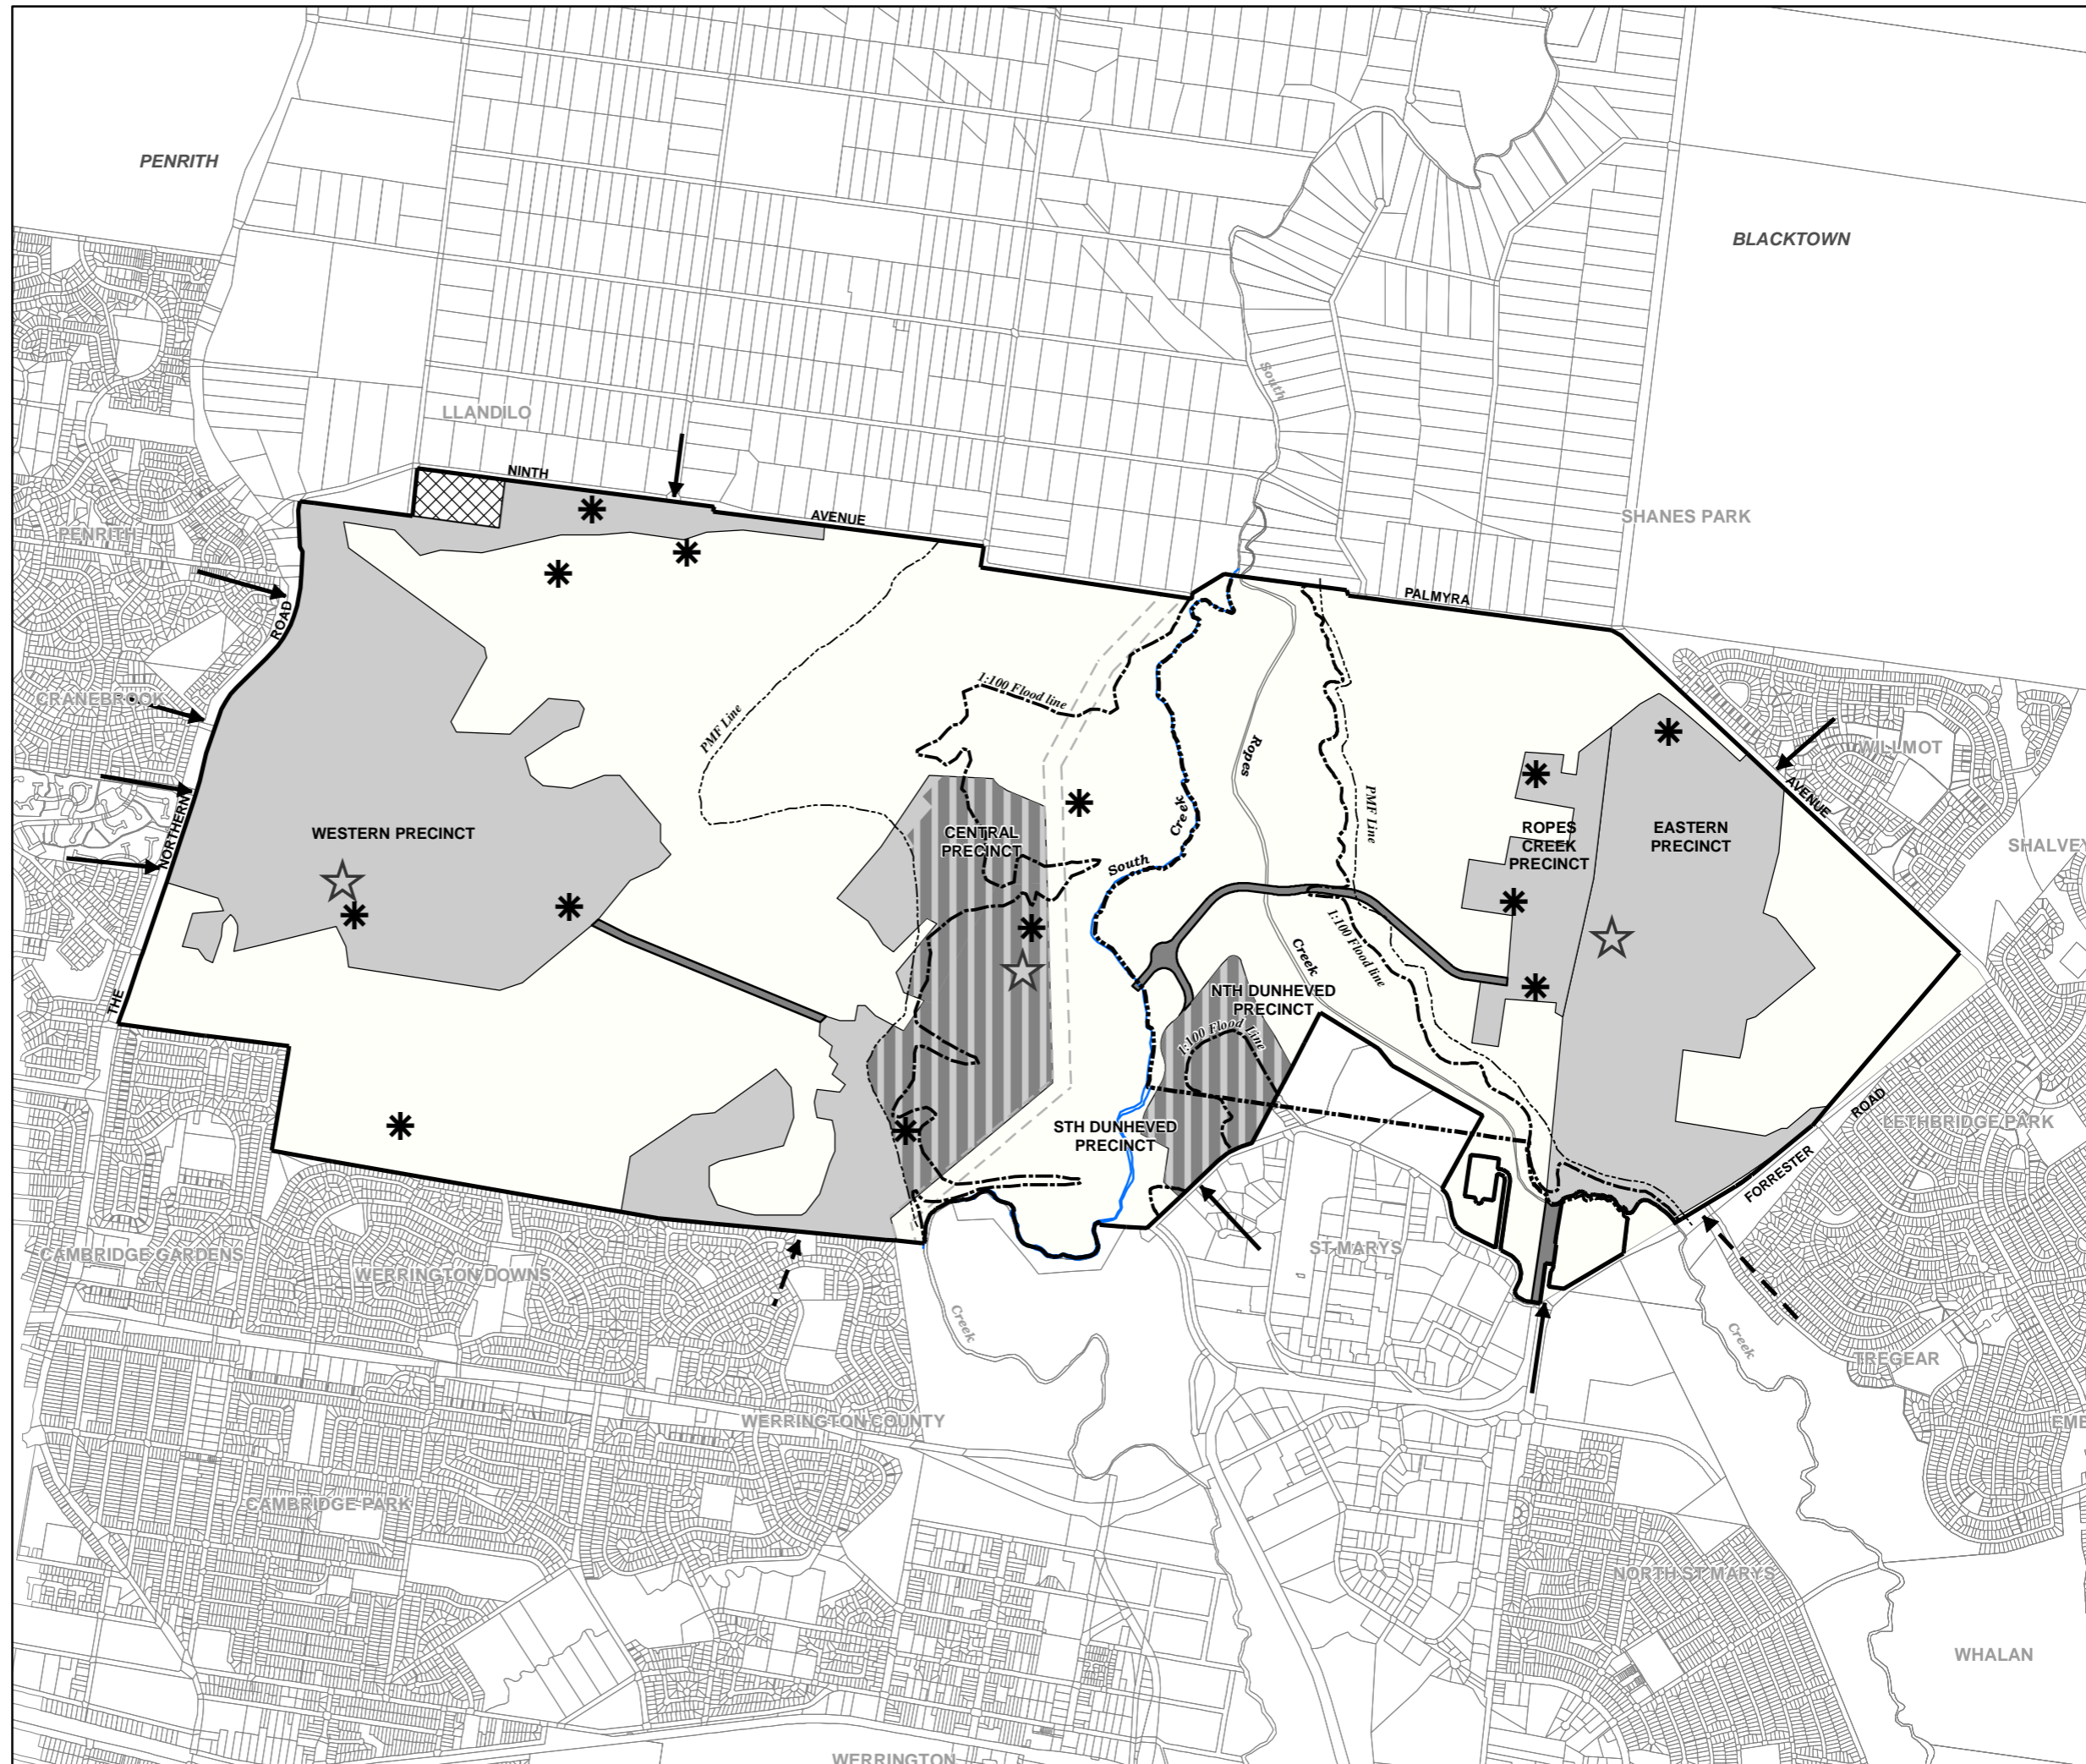 PENRITH
BLACKTOWN
South
LLANDILO
NINTH
AVENUE
SHANES PARK
PENRITH
PALMYRA
ROAD
1:100 Flood line
CRANEBROOK
PMF Line
Ropes
WILLMOT
AVENUE
NORTHERN
WESTERN PRECINCT
CENTRAL
PRECINCT
Creek
PMF Line
ROPES
CREEK
PRECINCT
EASTERN
PRECINCT
SHALVEY
South
1:100 Flood line
Creek
THE
NTH DUNHEVED
PRECINCT
1:100 Flood Line
STH DUNHEVED
PRECINCT
ROAD
LETHBRIDGE PARK
FORRESTER
CAMBRIDGE GARDENS
WERRINGTON DOWNS
ST MARYS
Creek
Creek
TREGEAR
WERRINGTON COUNTY
EME
CAMBRIDGE PARK
NORTH ST MARYS
WHALAN
WERRINGTON